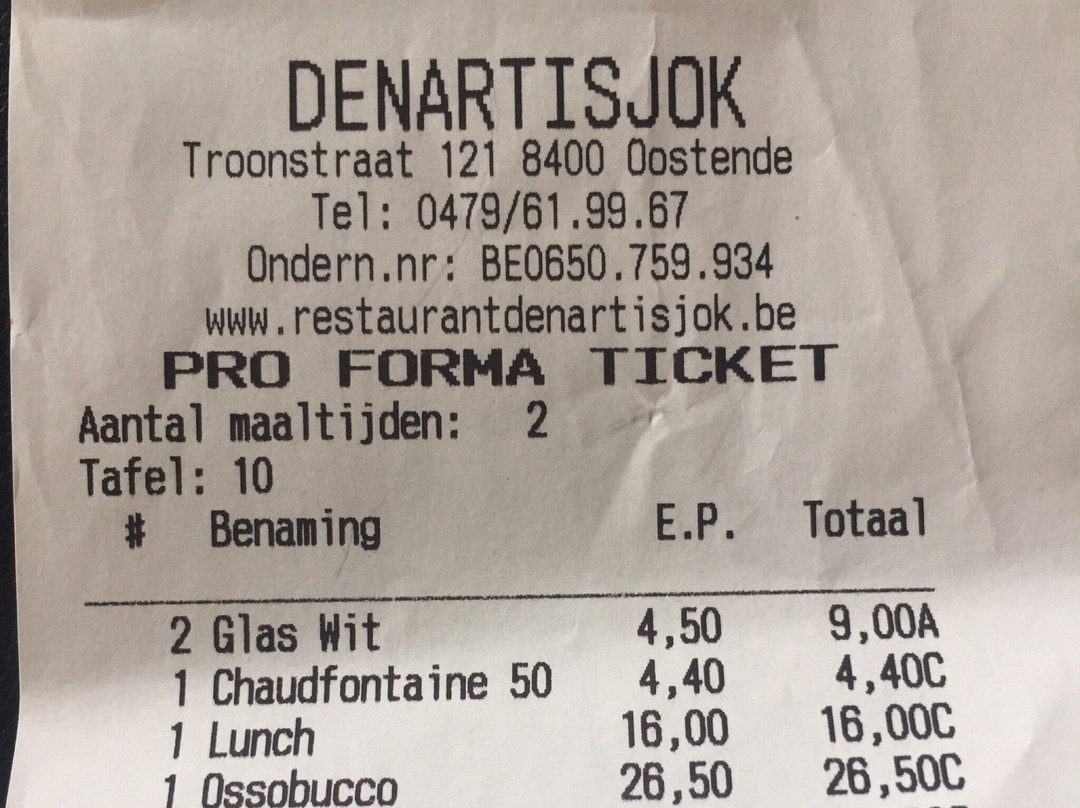 DENARTISJOK
Troonstraat 121 8400 Oostende
Tel: 0479/61.99.67
Ondern.nr: BE0650.759.934
www.restaurantdenartisjok.be
PRO FORMA TICKET
Aantal maaltijden: 2
Tafel: 10
# Benaming E.P. Totaal
2 Glas Wit 4,50 9,00A
1 Chaudfontaine 50 4,40 4,40C
1 Lunch 16,00 16,00C
1 Ossobucco 26,50 26,50C